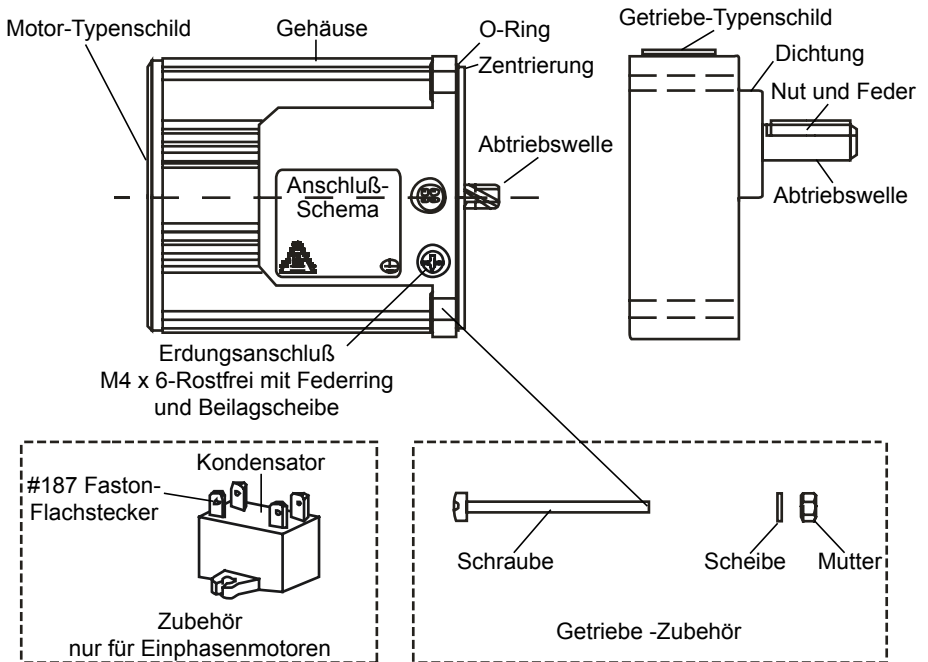 Motor-Typenschild
Gehäuse
O-Ring
Zentrierung
Getriebe-Typenschild
Dichtung
Nut und Feder
Abtriebswelle
Abtriebswelle
Anschluß-
Schema
Erdungsanschluß
M4 x 6-Rostfrei mit Federring
und Beilagscheibe
Kondensator
#187 Faston-
Flachstecker
Zubehör
nur für Einphasenmotoren
Schraube
Scheibe
Mutter
Getriebe -Zubehör